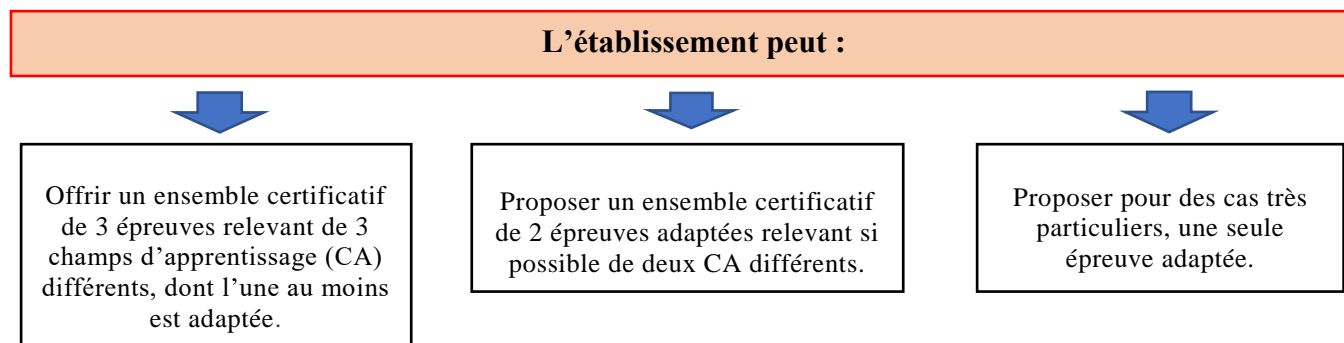 L'établissement peut :
Offrir un ensemble certificatif
de 3 épreuves relevant de 3
champs d'apprentissage (CA)
différents, dont l'une au moins
est adaptée.
Proposer un ensemble certificatif
de 2 épreuves adaptées relevant si
possible de deux CA différents.
Proposer pour des cas très
particuliers, une seule
épreuve adaptée.